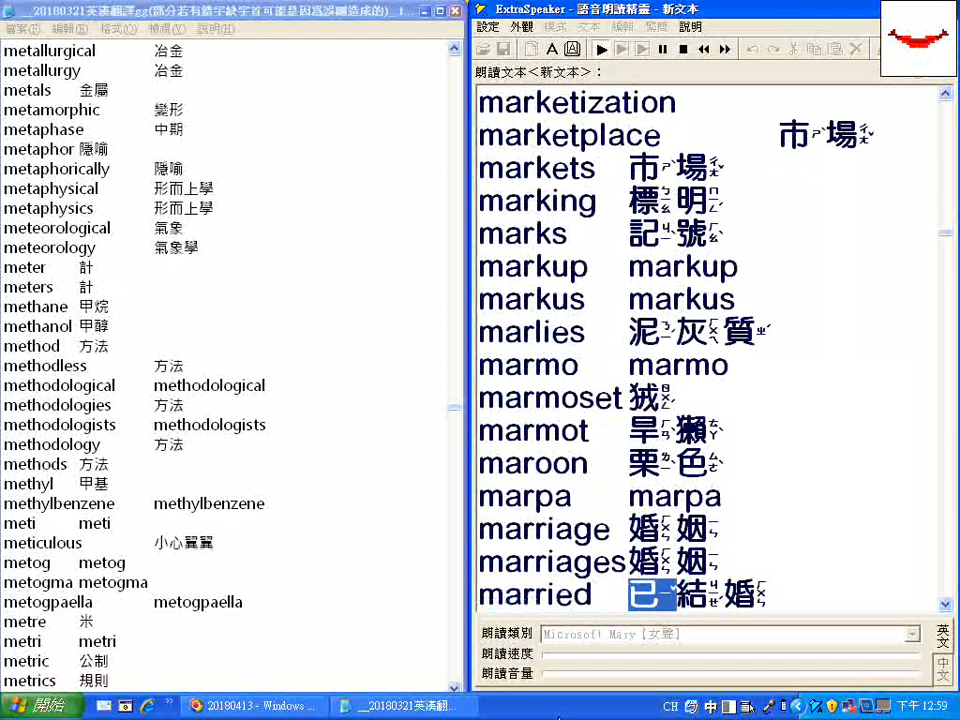 __20180321英漢翻譯gg(部分若有錯字缺字首可能是因為誤刪造成的)_
檔案(F) 編輯(E) 格式(O) 檢視(V) 說明(H)
metallurgical 冶金
metallurgy 冶金
metals 金屬
metamorphic 變形
metaphase 中期
metaphor 隱喻
metaphorically 隱喻
metaphysical 形而上學
metaphysics 形而上學
meteorological 氣象
meteorology 氣象學
meter 計
meters 計
methane 甲烷
methanol 甲醇
method 方法
methodless 方法
methodological methodological
methodologies 方法
methodologists methodologists
methodology 方法
methods 方法
methyl 甲基
methylbenzene methylbenzene
meti meti
meticulous 小心翼翼
metog metog
metogma metogma
metogpaella metogpaella
metre 米
metri metri
metric 公制
metrics 規則
ExtraSpeaker - 語音朗讀精靈 - 新文本
設定 外觀 模式 文本 編輯 繁簡 說明
朗讀文本<新文本>：
marketization
marketplace 市場
markets 市場
marking 標明
marks 記號
markup markup
markus markus
marlies 泥灰質
marmo marmo
marmoset 狨
marmot 旱獺
maroon 栗色
marpa marpa
marriage 婚姻
marriages 婚姻
married 已結婚
朗讀類別 Microsoft Mary【女聲】
朗讀速度
朗讀音量
英文
中文
開始 20180413 - Windows ... __20180321英漢翻... CH 中 下午 12:59